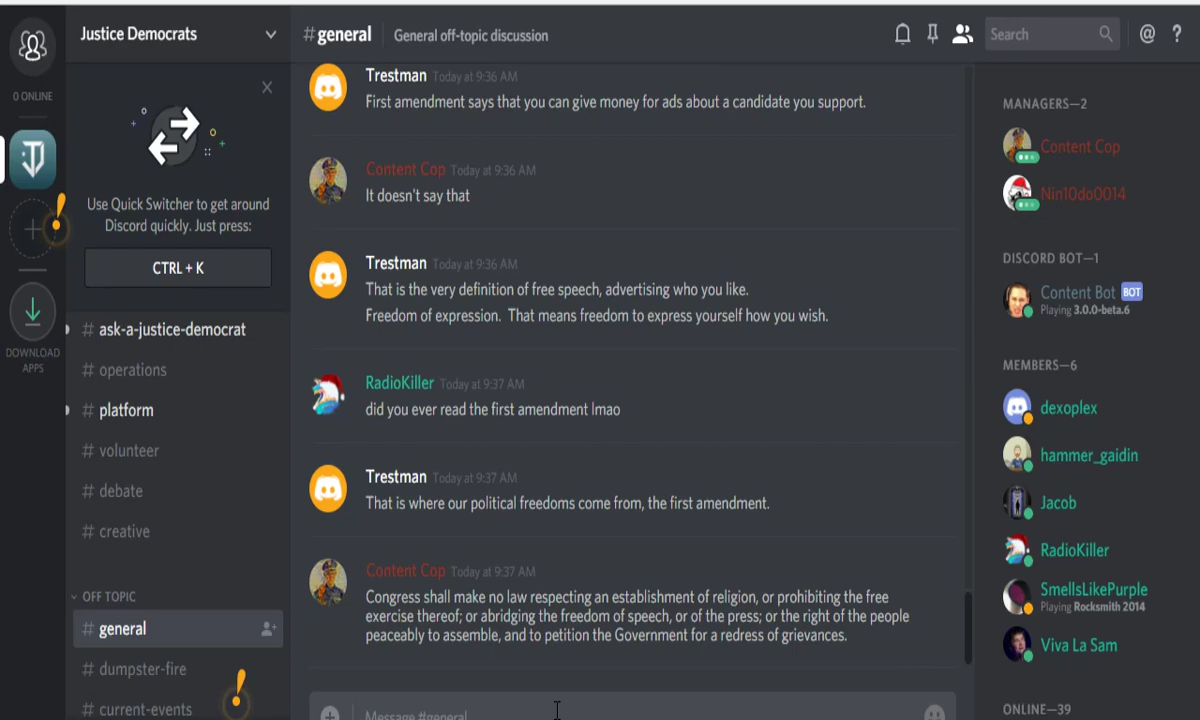 0 ONLINE
DOWNLOAD
APPS
Justice Democrats
Use Quick Switcher to get around
Discord quickly. Just press:
CTRL + K
# ask-a-justice-democrat
# operations
# platform
# volunteer
# debate
# creative
OFF TOPIC
# general
# dumpster-fire
# current-events
#general General off-topic discussion
Search
@ ?
Trestman Today at 9:36 AM
First amendment says that you can give money for ads about a candidate you support.
Content Cop Today at 9:36 AM
It doesn't say that
Trestman Today at 9:36 AM
That is the very definition of free speech, advertising who you like.
Freedom of expression. That means freedom to express yourself how you wish.
RadioKiller Today at 9:37 AM
did you ever read the first amendment lmao
Trestman Today at 9:37 AM
That is where our political freedoms come from, the first amendment.
Content Cop Today at 9:37 AM
Congress shall make no law respecting an establishment of religion, or prohibiting the free
exercise thereof; or abridging the freedom of speech, or of the press; or the right of the people
peaceably to assemble, and to petition the Government for a redress of grievances.
Message #general
MANAGERS—2
Content Cop
Nin10do0014
DISCORD BOT—1
Content Bot BOT
Playing 3.0.0-beta.6
MEMBERS—6
dexoplex
hammer_gaidin
Jacob
RadioKiller
SmellsLikePurple
Playing Rocksmith 2014
Viva La Sam
ONLINE—39